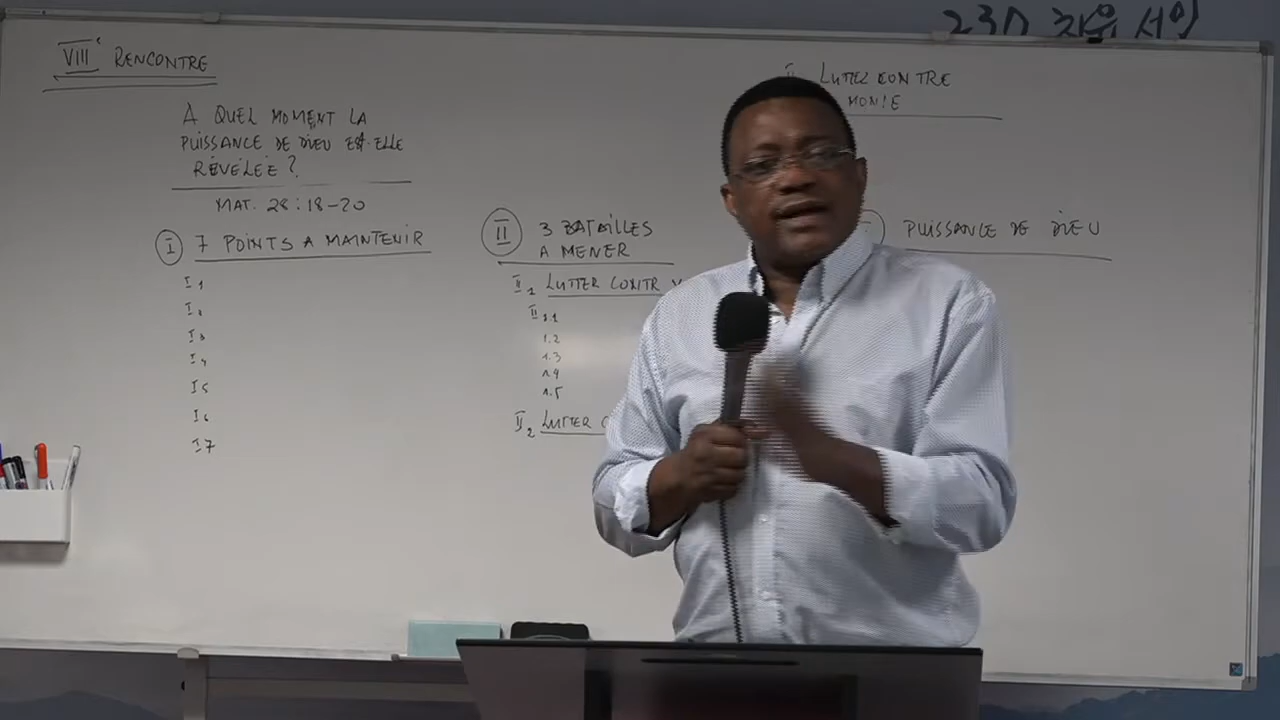 VIIIᵉ RENCONTRE
À QUEL MOMENT LA
PUISSANCE DE DIEU EST-ELLE
RÉVÉLÉE ?
MAT. 28 : 18-20
I 7 POINTS A MAINTENIR
I1
I2
I3
I4
I5
I6
I7
II 3 BATAILLES
A MENER
II1 LUTTER CONTR
II1.1
1.2
1.3
1.4
1.5
II2 LUTTER
LUTTER CONTRE
MONIE
PUISSANCE DE DIEU